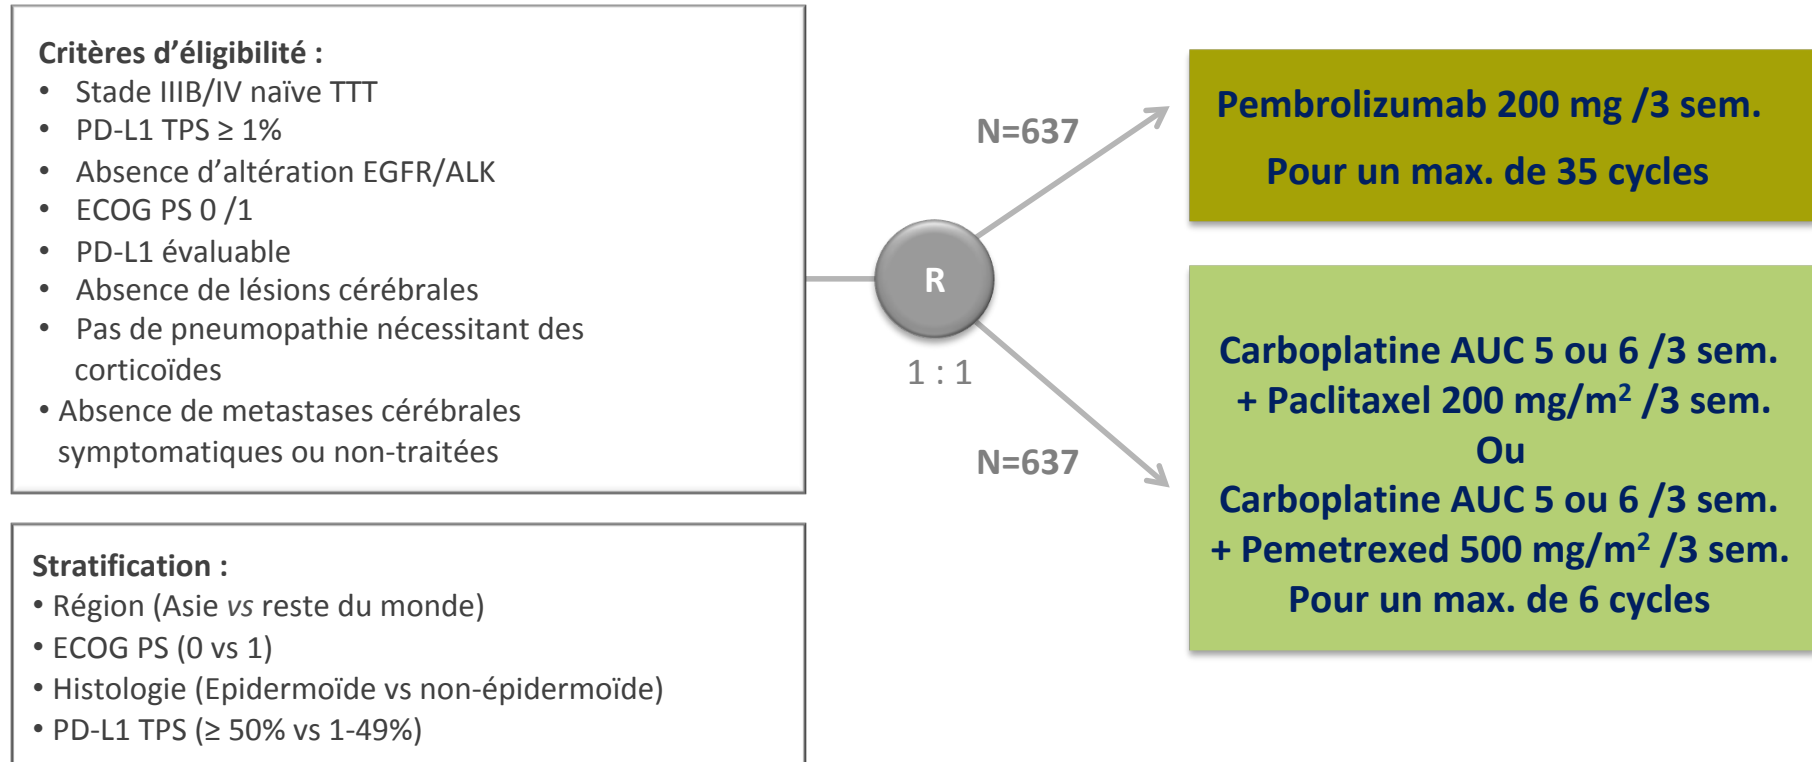 Critères d’éligibilité :
• Stade IIIB/IV naïve TTT
• PD-L1 TPS ≥ 1%
• Absence d’altération EGFR/ALK
• ECOG PS 0 /1
• PD-L1 évaluable
• Absence de lésions cérébrales
• Pas de pneumopathie nécessitant des
corticoïdes
• Absence de metastases cérébrales
symptomatiques ou non-traitées
Stratification :
• Région (Asie vs reste du monde)
• ECOG PS (0 vs 1)
• Histologie (Epidermoïde vs non-épidermoïde)
• PD-L1 TPS (≥ 50% vs 1-49%)
R
1 : 1
N=637
N=637
Pembrolizumab 200 mg /3 sem.
Pour un max. de 35 cycles
Carboplatine AUC 5 ou 6 /3 sem.
+ Paclitaxel 200 mg/m² /3 sem.
Ou
Carboplatine AUC 5 ou 6 /3 sem.
+ Pemetrexed 500 mg/m² /3 sem.
Pour un max. de 6 cycles